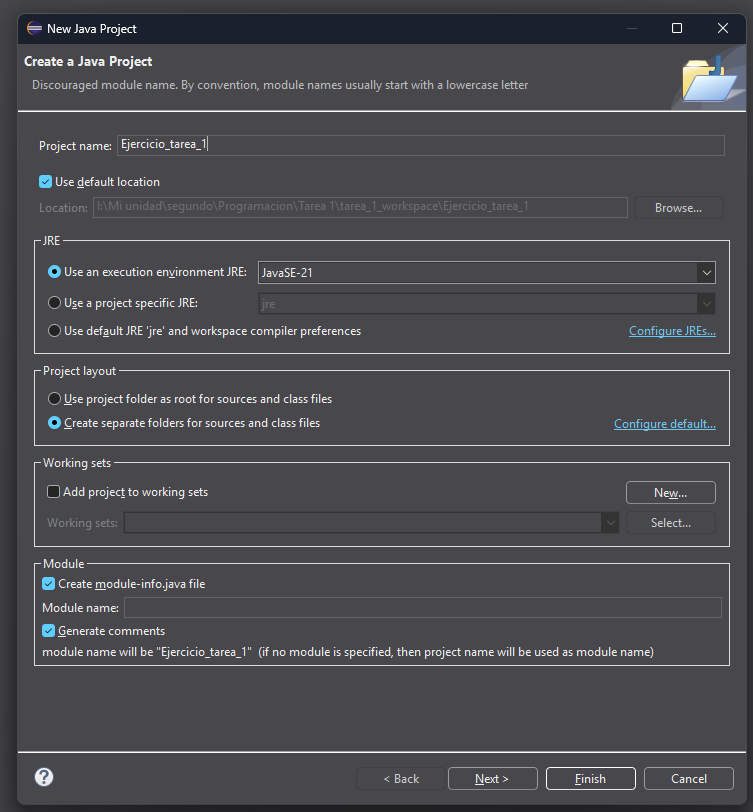 New Java Project
Create a Java Project
Discouraged module name. By convention, module names usually start with a lowercase letter
Project name: Ejercicio_tarea_1
Use default location
Location: I:\Mi unidad\segundo\Programacion\Tarea 1\tarea_1_workspace\Ejercicio_tarea_1 Browse...
JRE
Use an execution environment JRE: JavaSE-21
Use a project specific JRE: jre
Use default JRE 'jre' and workspace compiler preferences Configure JREs...
Project layout
Use project folder as root for sources and class files
Create separate folders for sources and class files Configure default...
Working sets
Add project to working sets New...
Working sets: Select...
Module
Create module-info.java file
Module name:
Generate comments
module name will be "Ejercicio_tarea_1" (if no module is specified, then project name will be used as module name)
? < Back Next > Finish Cancel